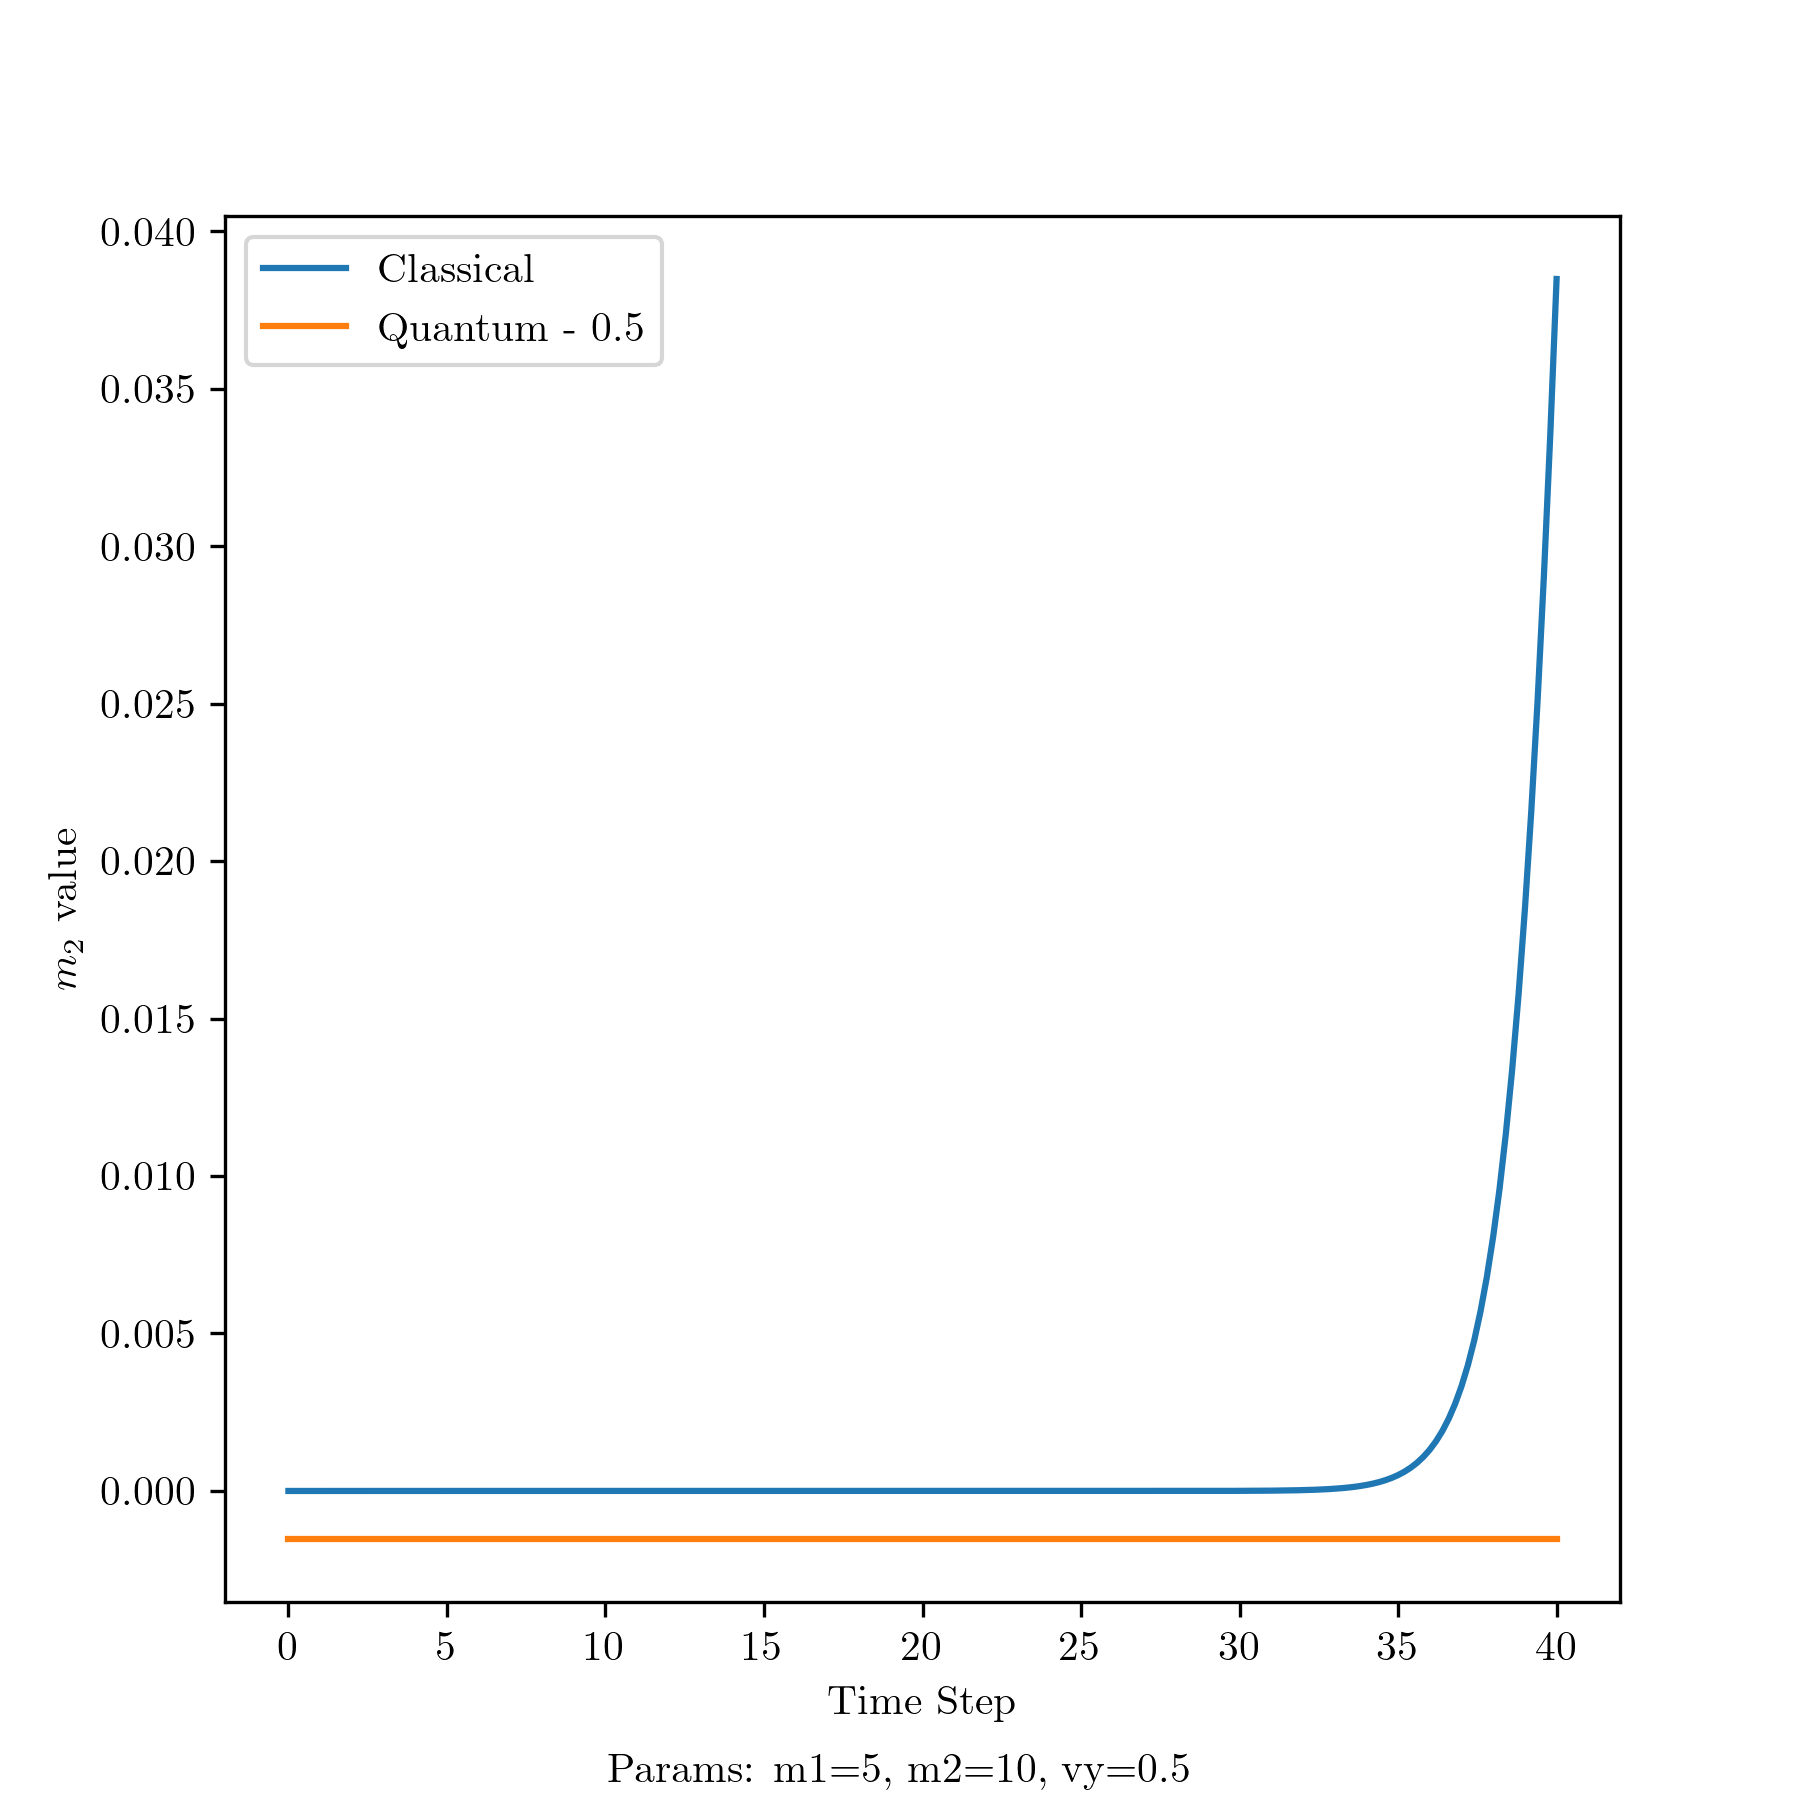 0.040
0.035
0.030
0.025
0.020
0.015
0.010
0.005
0.000
m₂ value
Classical
Quantum - 0.5
0 5 10 15 20 25 30 35 40
Time Step
Params: m1=5, m2=10, vy=0.5